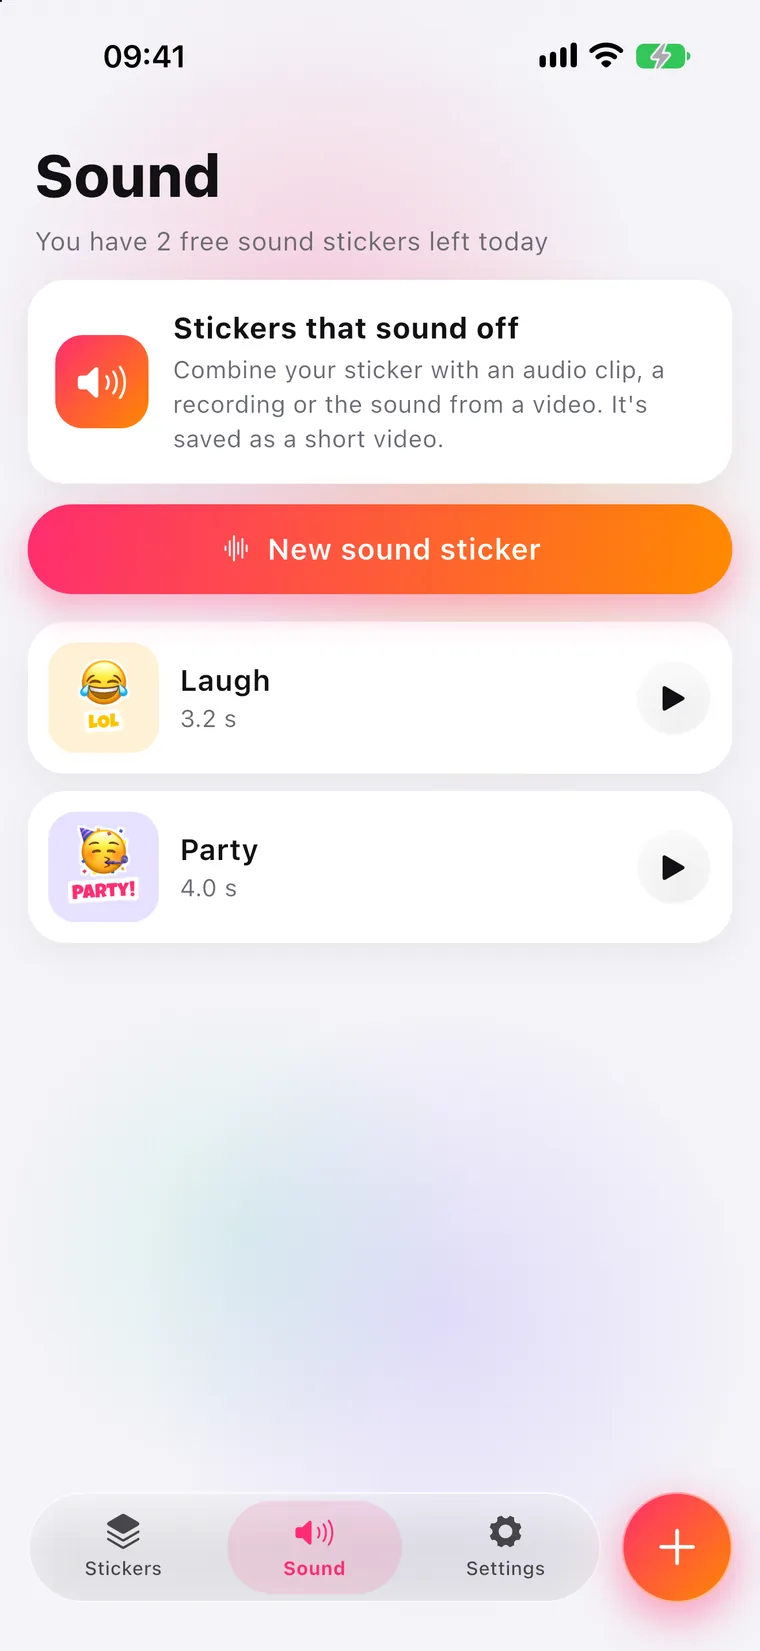 09:41
Sound
You have 2 free sound stickers left today
Stickers that sound off
Combine your sticker with an audio clip, a
recording or the sound from a video. It's
saved as a short video.
New sound sticker
LOL
Laugh
3.2 s
PARTY!
Party
4.0 s
Stickers
Sound
Settings